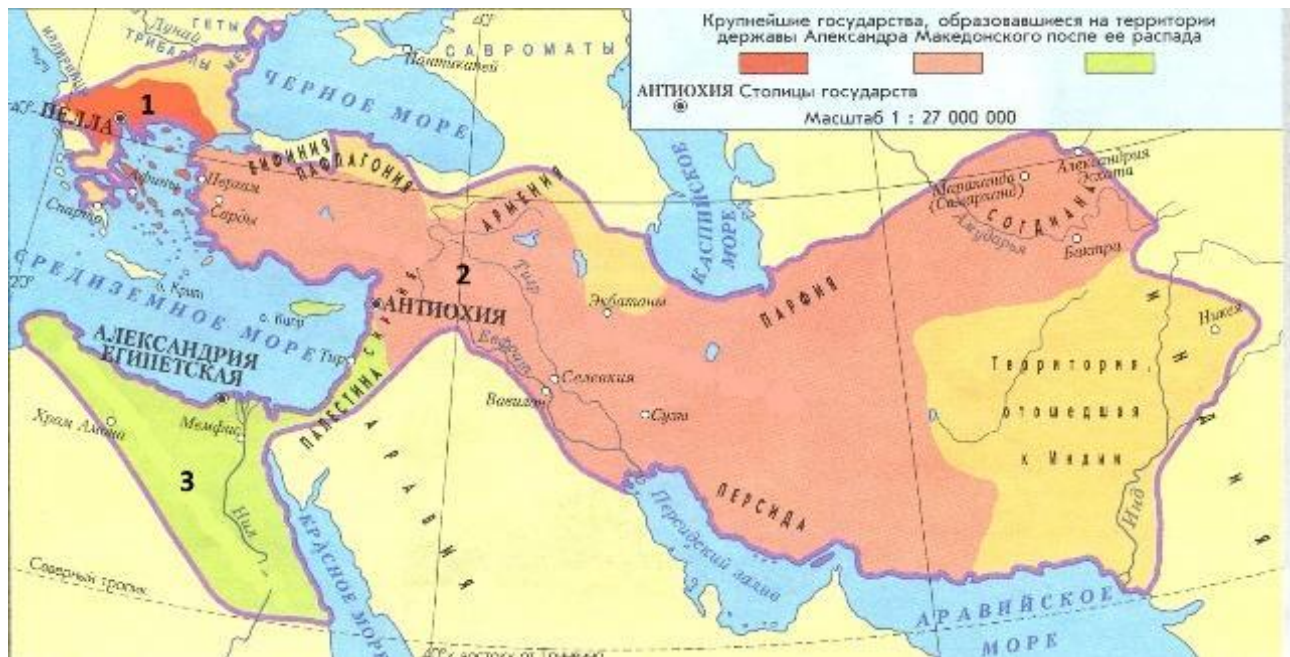 Крупнейшие государства, образовавшиеся на территории
державы Александра Македонского после ее распада
АНТИОХИЯ Столицы государств
Масштаб 1 : 27 000 000
ГЕТЫ
Дунай
ТРИБАЛЛЫ
САВРОМАТЫ
Пантикапей
ЧЕРНОЕ МОРЕ
40°
1
ПЕЛЛА
ВИФИНИЯ
ПАФЛАГОНИЯ
АРМЕНИЯ
КАСПИЙСКОЕ
МОРЕ
Александрия
Эсхата
Мараканда
(Самарканд)
СОГДИАНА
Амударья
Бактра
Афины
Пергам
Спарта
Сарды
СРЕДИЗЕМНОЕ МОРЕ
о. Крит
о. Кипр
2
Тигр
Экбатаны
ПАРФИЯ
АНТИОХИЯ
СИРИЯ
Евфрат
АЛЕКСАНДРИЯ
ЕГИПЕТСКАЯ
Тир
ПАЛЕСТИНА
Селевкия
Вавилон
Сузы
Никея
ИНДИЯ
Территория,
отошедшая
к Индии
Храм Амона
Мемфис
АРАВИЯ
3
Нил
КРАСНОЕ МОРЕ
ПЕРСИДА
Персидский залив
Инд
Северный тропик
АРАВИЙСКОЕ
МОРЕ